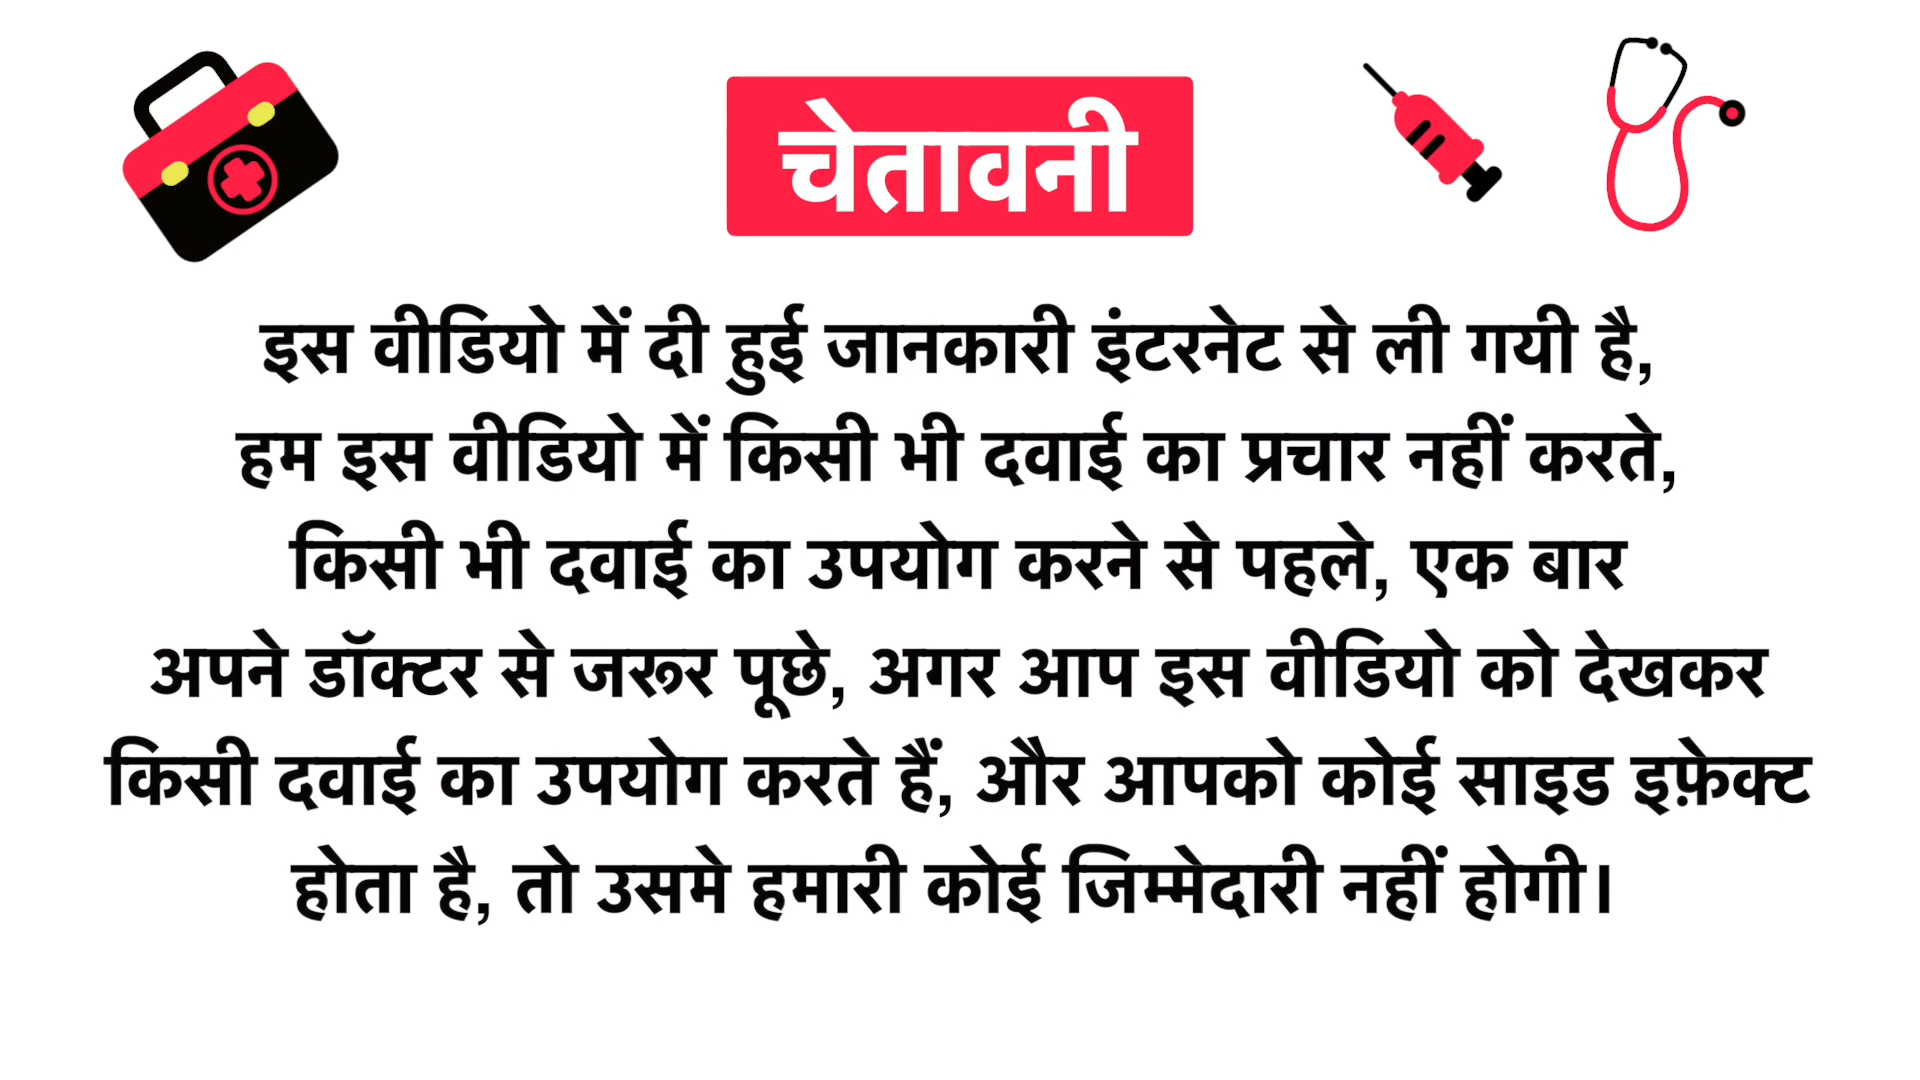 चेतावनी
इस वीडियो में दी हुई जानकारी इंटरनेट से ली गयी है,
हम इस वीडियो में किसी भी दवाई का प्रचार नहीं करते,
किसी भी दवाई का उपयोग करने से पहले, एक बार
अपने डॉक्टर से जरूर पूछे, अगर आप इस वीडियो को देखकर
किसी दवाई का उपयोग करते हैं, और आपको कोई साइड इफ़ेक्ट
होता है, तो उसमे हमारी कोई जिम्मेदारी नहीं होगी।